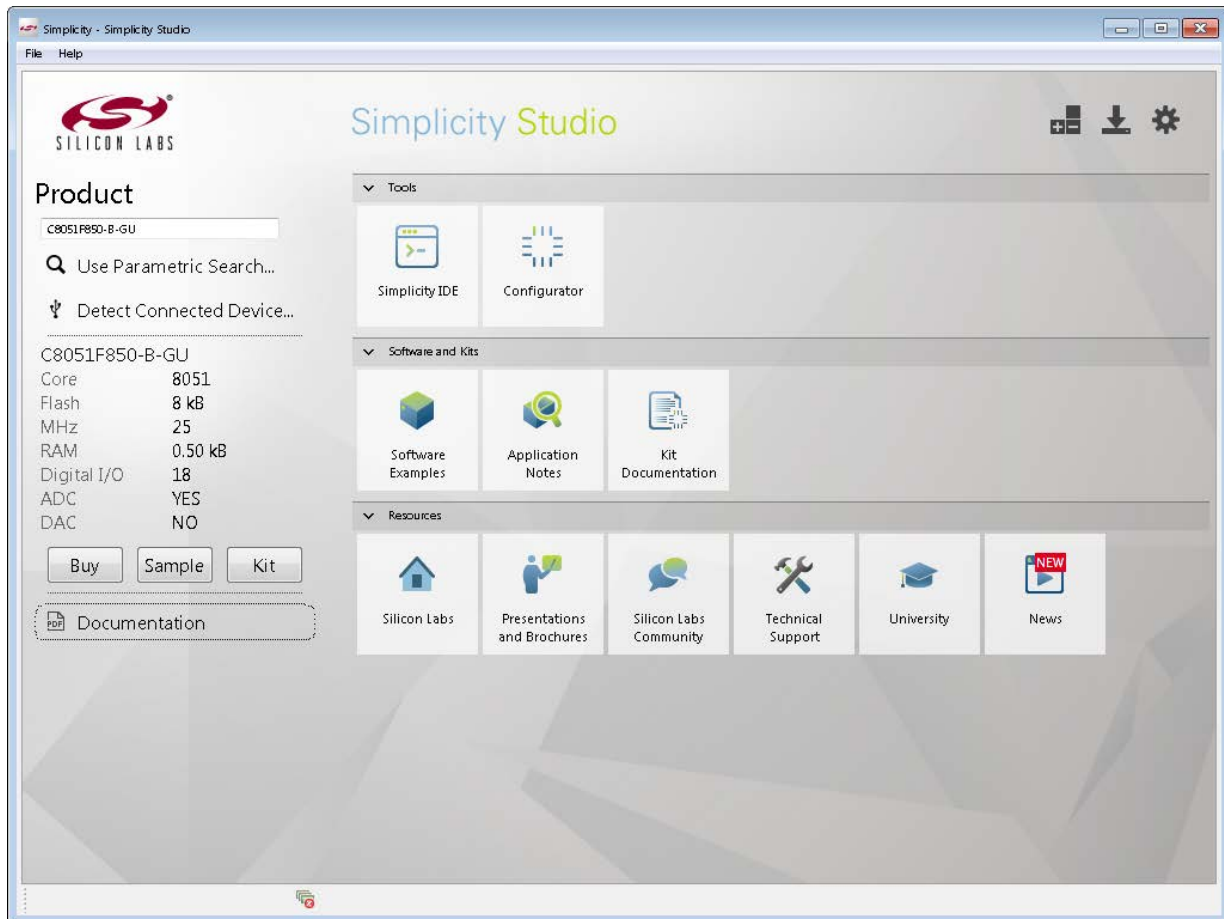 Simplicity - Simplicity Studio
File Help
SILICON LABS
Simplicity Studio
Product
C8051F850-B-GU
Use Parametric Search...
Detect Connected Device...
C8051F850-B-GU
Core 8051
Flash 8 kB
MHz 25
RAM 0.50 kB
Digital I/O 18
ADC YES
DAC NO
Buy Sample Kit
PDF Documentation
Tools
Simplicity IDE
Configurator
Software and Kits
Software
Examples
Application
Notes
Kit
Documentation
Resources
Silicon Labs
Presentations
and Brochures
Silicon Labs
Community
Technical
Support
University
NEW
News